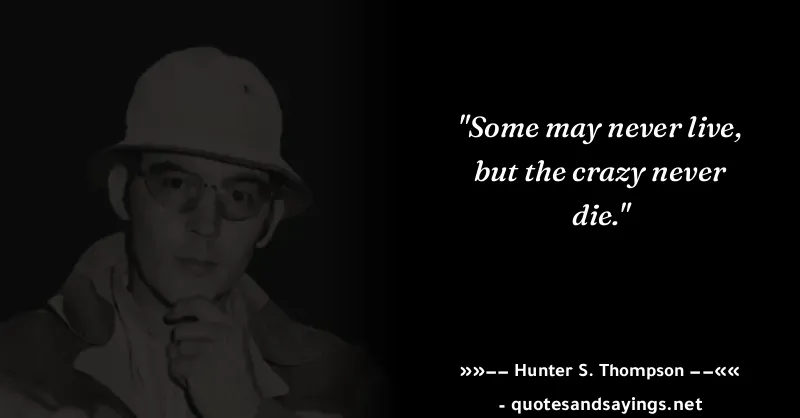 "Some may never live,
but the crazy never
die."
»»−− Hunter S. Thompson −−««
- quotesandsayings.net